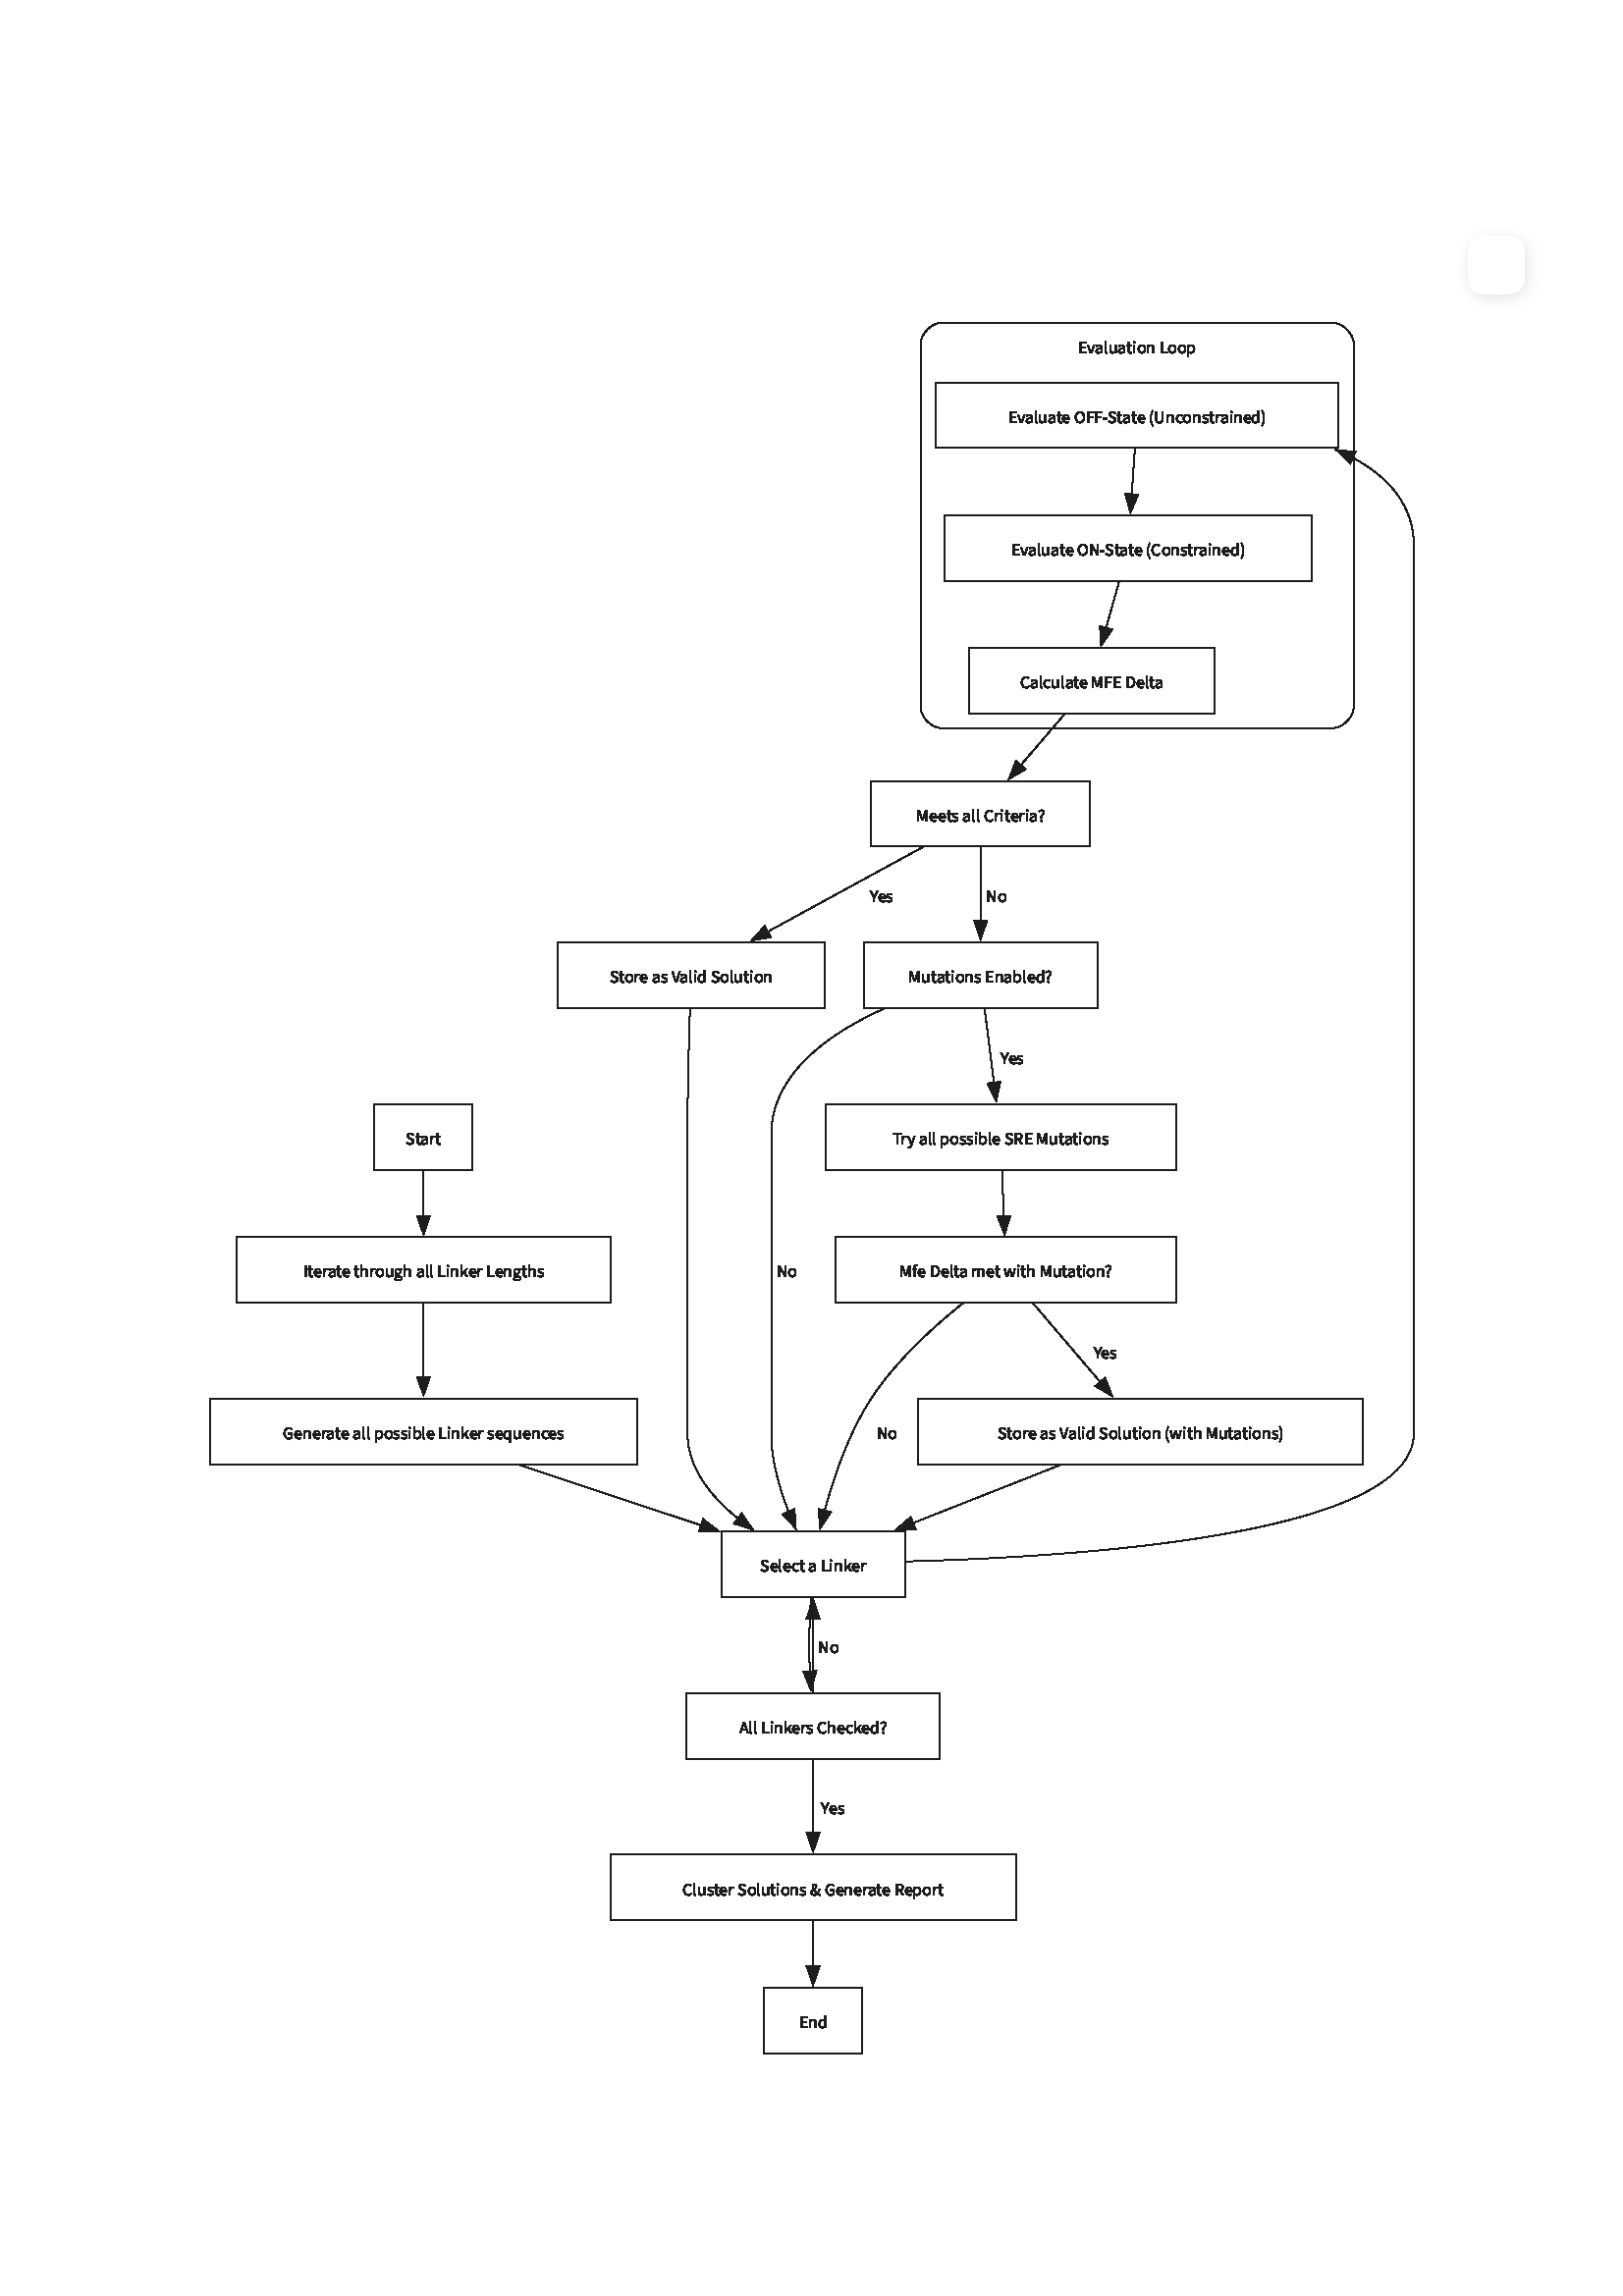 Evaluation Loop
Evaluate OFF-State (Unconstrained)
Evaluate ON-State (Constrained)
Calculate MFE Delta
Meets all Criteria?
Yes
No
Store as Valid Solution
Mutations Enabled?
Yes
Start
Try all possible SRE Mutations
Iterate through all Linker Lengths
No
Mfe Delta met with Mutation?
Yes
Generate all possible Linker sequences
No
Store as Valid Solution (with Mutations)
Select a Linker
No
All Linkers Checked?
Yes
Cluster Solutions & Generate Report
End